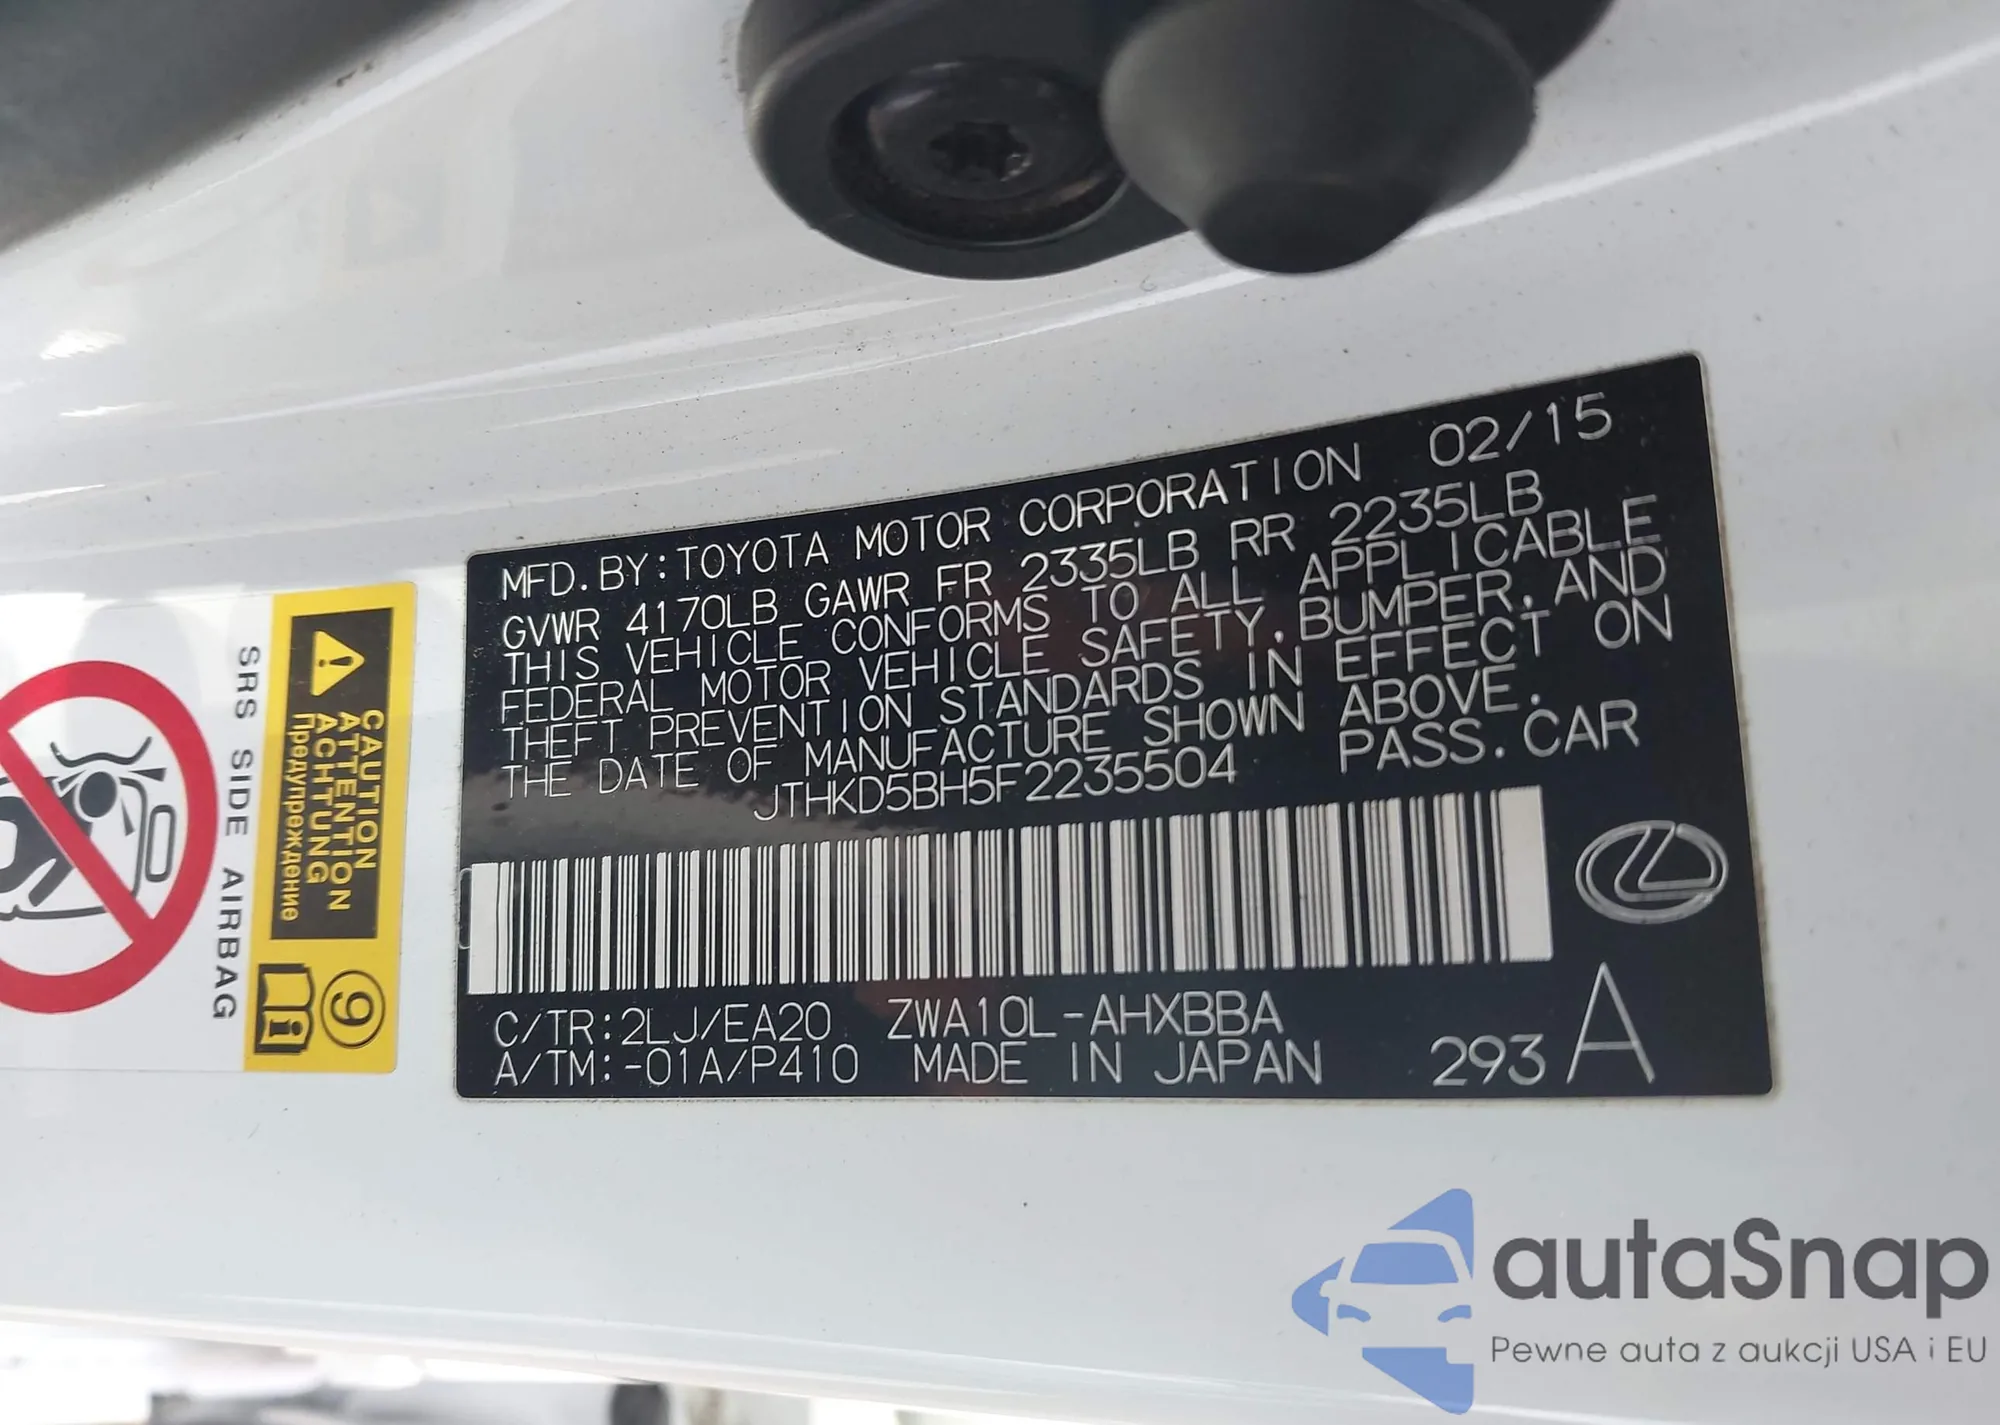 MFD. BY: TOYOTA MOTOR CORPORATION 02/15
GVWR 4170LB GAWR FR 2335LB RR 2235LB
THIS VEHICLE CONFORMS TO ALL APPLICABLE
FEDERAL MOTOR VEHICLE SAFETY, BUMPER, AND
THEFT PREVENTION STANDARDS IN EFFECT ON
THE DATE OF MANUFACTURE SHOWN ABOVE.
JTHKD5BH5F2235504 PASS. CAR
C/TR:2LJ/EA20 ZWA10L-AHXBBA
A/TM:-01A/P410 MADE IN JAPAN 293 A
CAUTION
ATTENTION
ACHTUNG
Предупреждение
9
i
SRS SIDE AIRBAG
autaSnap
Pewne auta z aukcji USA i EU